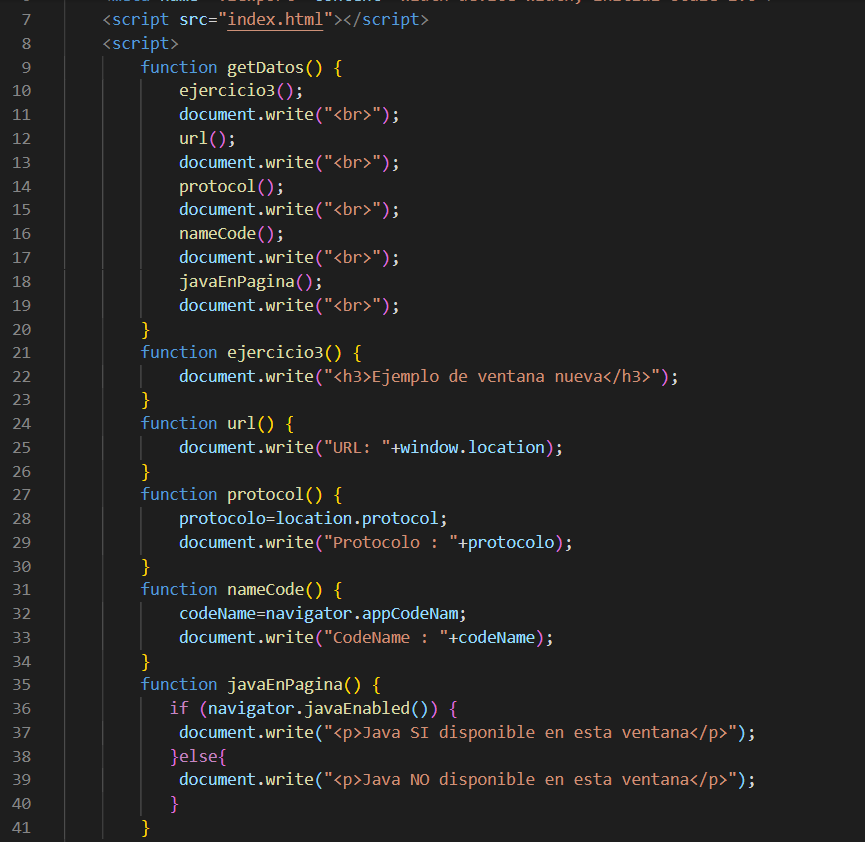 7 <script src="index.html"></script>
8 <script>
9 function getDatos() {
10 ejercicio3();
11 document.write("<br>");
12 url();
13 document.write("<br>");
14 protocol();
15 document.write("<br>");
16 nameCode();
17 document.write("<br>");
18 javaEnPagina();
19 document.write("<br>");
20 }
21 function ejercicio3() {
22 document.write("<h3>Ejemplo de ventana nueva</h3>");
23 }
24 function url() {
25 document.write("URL: "+window.location);
26 }
27 function protocol() {
28 protocolo=location.protocol;
29 document.write("Protocolo : "+protocolo);
30 }
31 function nameCode() {
32 codeName=navigator.appCodeNam;
33 document.write("CodeName : "+codeName);
34 }
35 function javaEnPagina() {
36 if (navigator.javaEnabled()) {
37 document.write("<p>Java SI disponible en esta ventana</p>");
38 }else{
39 document.write("<p>Java NO disponible en esta ventana</p>");
40 }
41 }